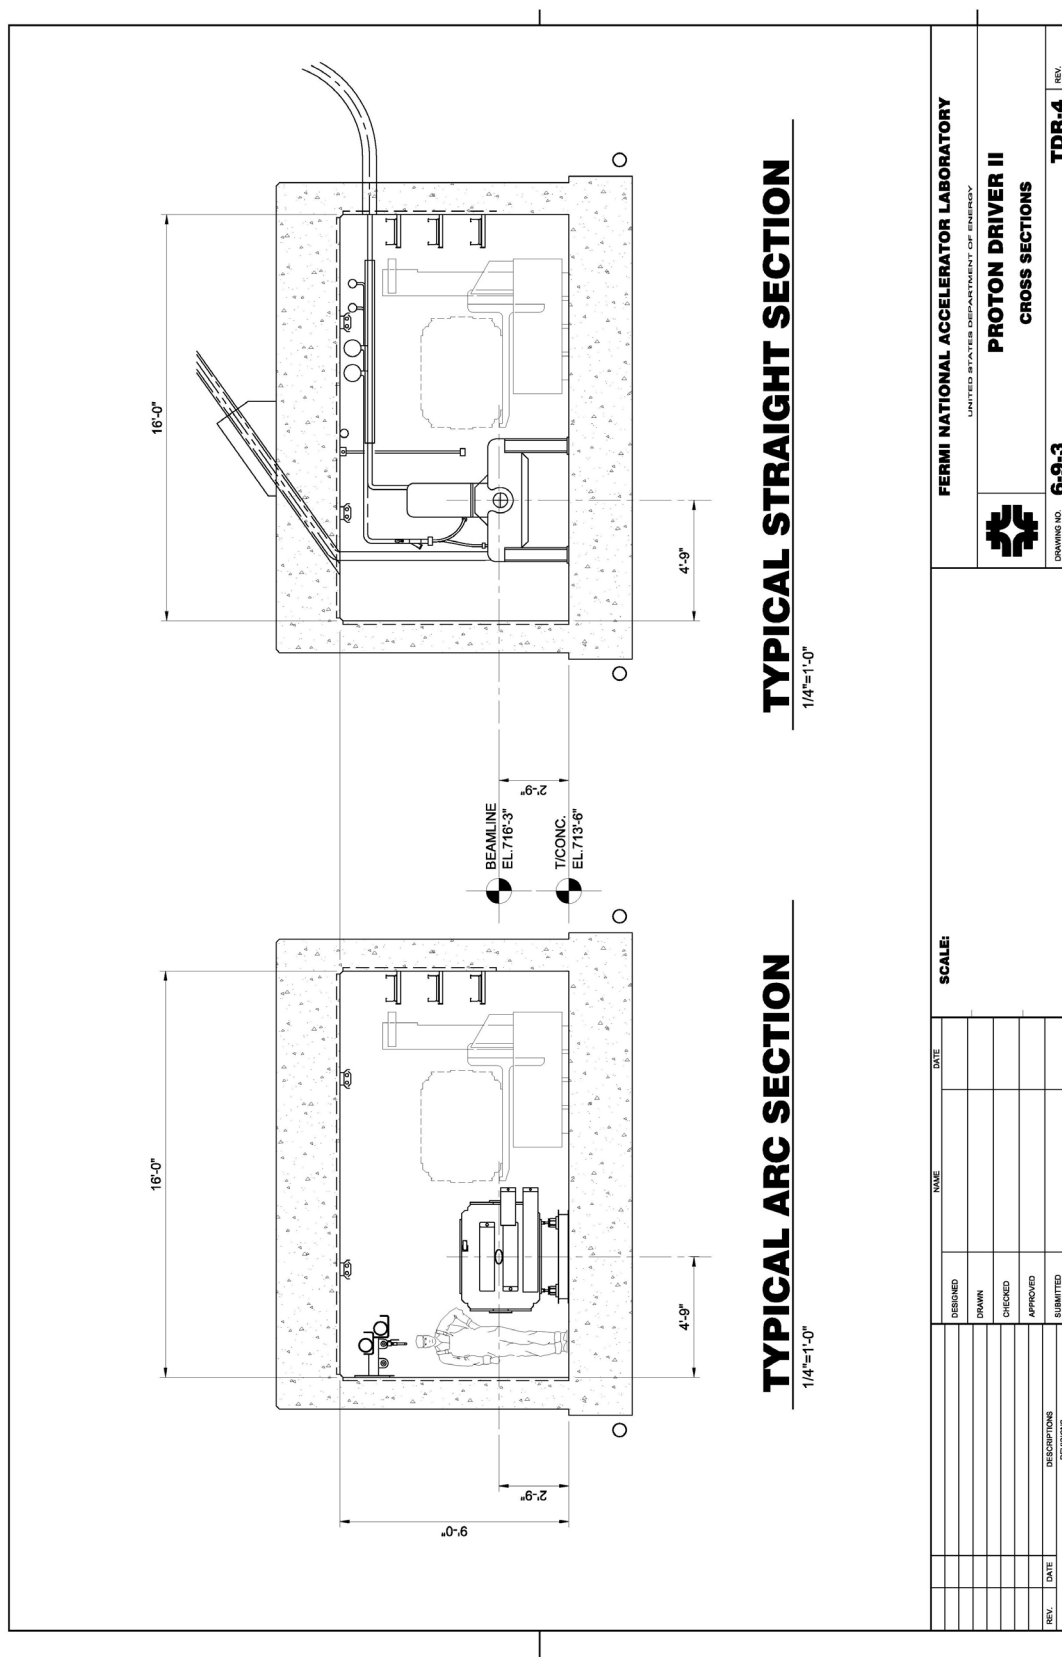 16'-0"
16'-0"
9'-0"
2'-9"
4'-9"
BEAMLINE
EL.716'-3"
T/CONC.
EL.713'-6"
2'-9"
4'-9"
TYPICAL ARC SECTION
1/4"=1'-0"
TYPICAL STRAIGHT SECTION
1/4"=1'-0"
REV.
DATE
DESCRIPTIONS
REVISIONS
NAME
DATE
DESIGNED
DRAWN
CHECKED
APPROVED
SUBMITTED
SCALE:
FERMI NATIONAL ACCELERATOR LABORATORY
UNITED STATES DEPARTMENT OF ENERGY
PROTON DRIVER II
CROSS SECTIONS
DRAWING NO.
6-9-3
TDR-4
REV.